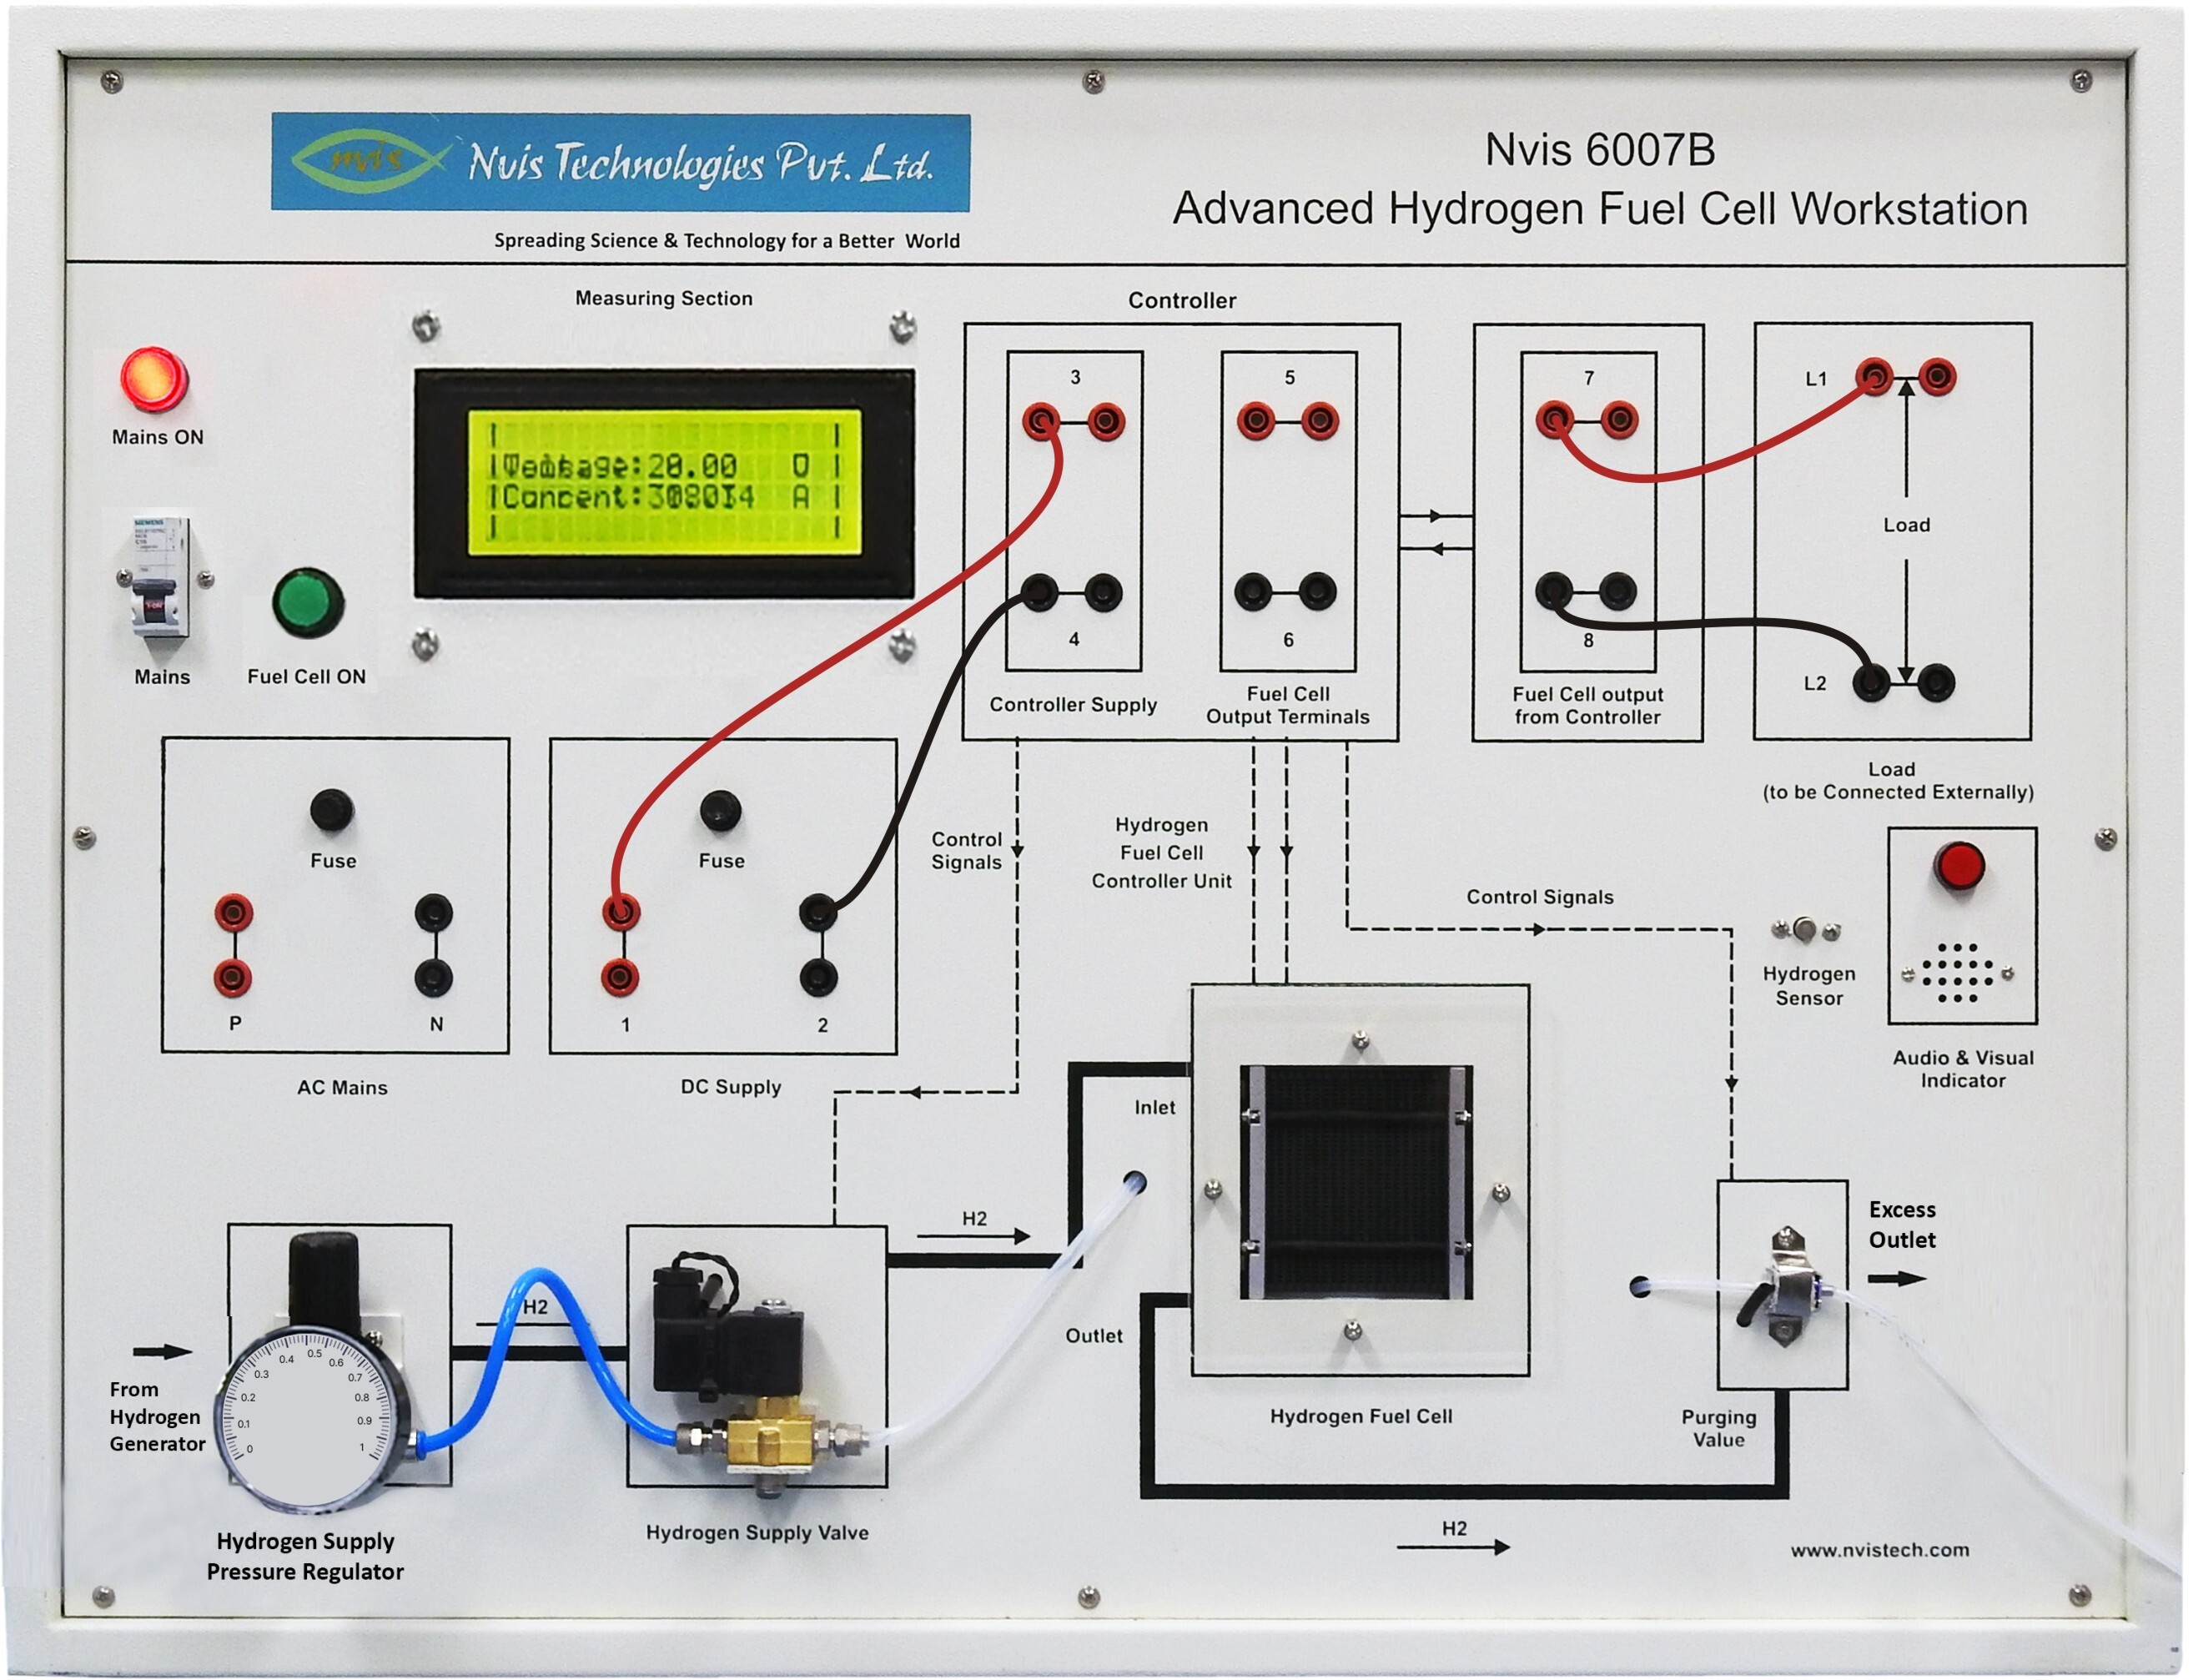 nvis Nvis Technologies Pvt. Ltd.
Spreading Science & Technology for a Better World
Nvis 6007B
Advanced Hydrogen Fuel Cell Workstation
Measuring Section
Controller
Mains ON
SIEMENS
Mains
Fuel Cell ON
3
4
Controller Supply
5
6
Fuel Cell
Output Terminals
7
8
Fuel Cell output
from Controller
L1
Load
L2
Load
(to be Connected Externally)
Fuse
P
N
AC Mains
Fuse
1
2
DC Supply
Control
Signals
Hydrogen
Fuel Cell
Controller Unit
Control Signals
Hydrogen
Sensor
Audio & Visual
Indicator
Inlet
H2
Outlet
Hydrogen Fuel Cell
Excess
Outlet
Purging
Value
From
Hydrogen
Generator
0
0.1
0.2
0.3
0.4
0.5
0.6
0.7
0.8
0.9
1
H2
Hydrogen Supply
Pressure Regulator
Hydrogen Supply Valve
H2
www.nvistech.com